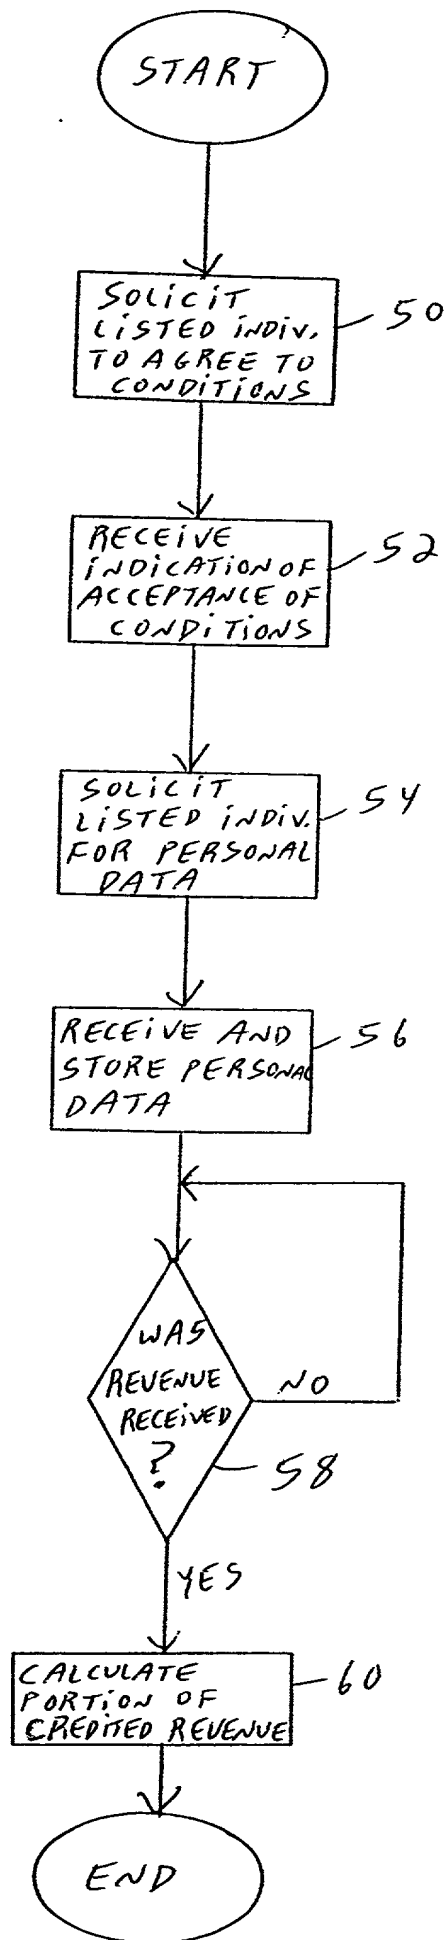 START
SOLICIT
LISTED INDIV.
TO AGREE TO
CONDITIONS
50
RECEIVE
INDICATION OF
ACCEPTANCE OF
CONDITIONS
52
SOLICIT
LISTED INDIV.
FOR PERSONAL
DATA
54
RECEIVE AND
STORE PERSONAL
DATA
56
WAS
REVENUE
RECEIVED
?
NO
58
YES
CALCULATE
PORTION OF
CREDITED REVENUE
60
END